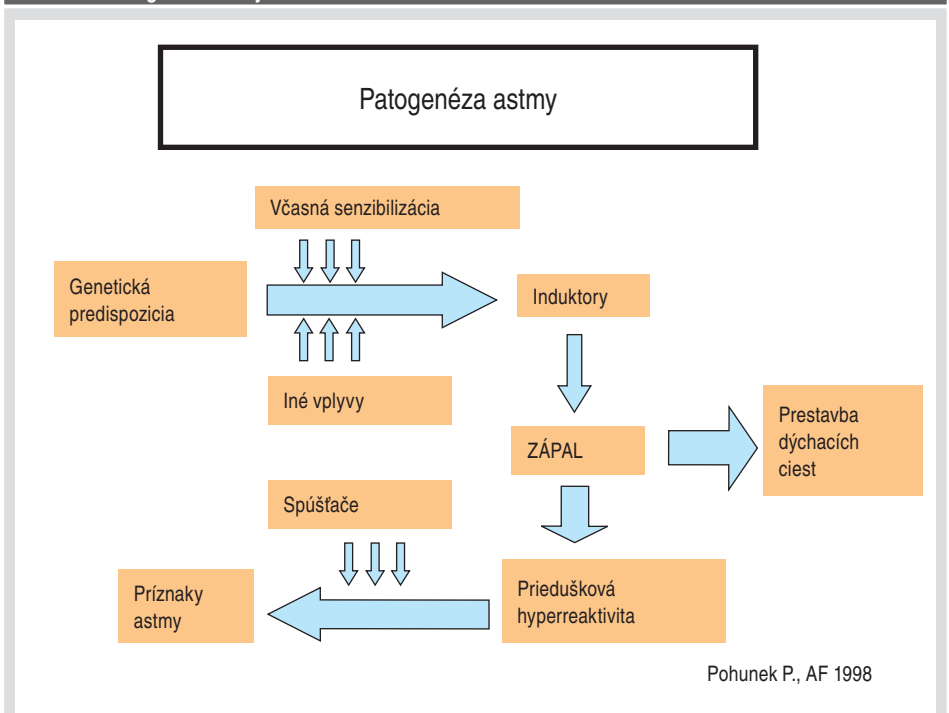 Patogenéza astmy
Včasná senzibilizácia
Genetická
predispozicia
Induktory
Iné vplyvy
ZÁPAL
Prestavba
dýchacích
ciest
Spúšťače
Príznaky
astmy
Priedušková
hyperreaktivita
Pohunek P., AF 1998